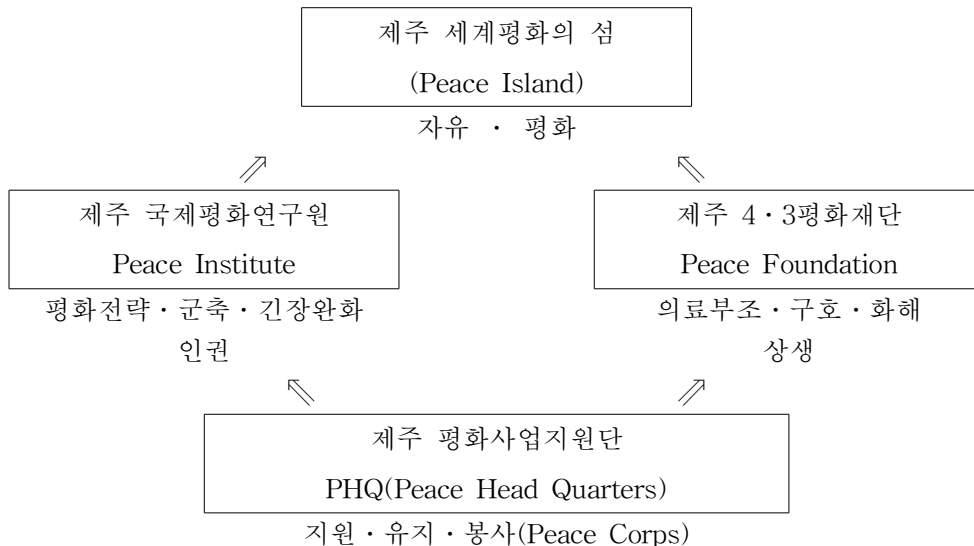 제주 세계평화의 섬
(Peace Island)
자유 · 평화
제주 국제평화연구원
Peace Institute
평화전략·군축·긴장완화
인권
제주 4·3평화재단
Peace Foundation
의료부조·구호·화해
상생
제주 평화사업지원단
PHQ(Peace Head Quarters)
지원·유지·봉사(Peace Corps)